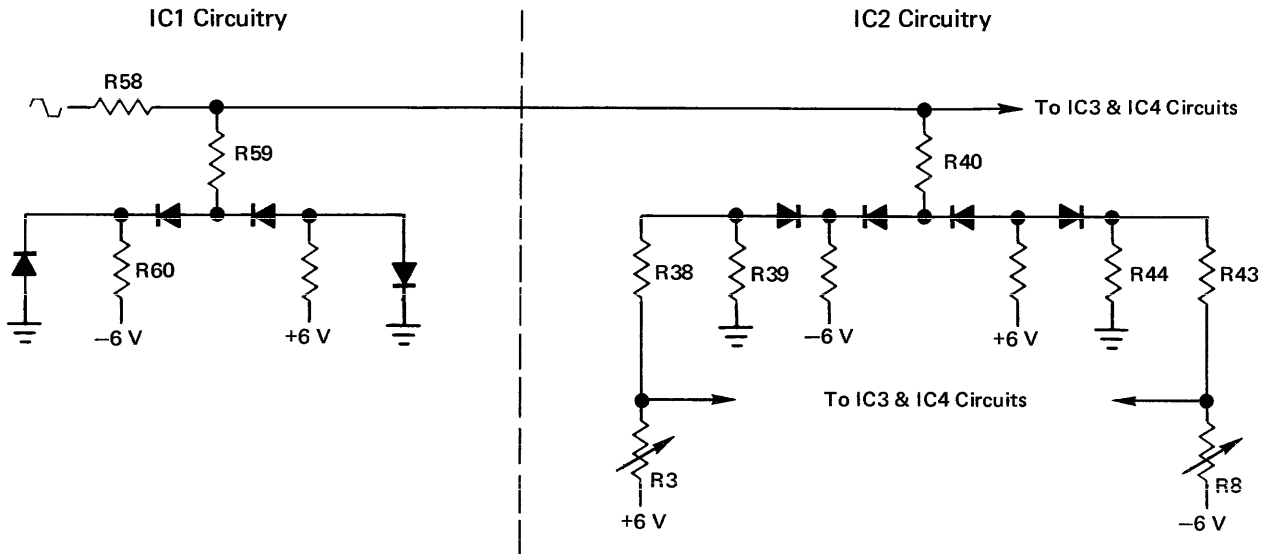 IC1 Circuitry
IC2 Circuitry
R58
To IC3 & IC4 Circuits
R59
R40
R60
R38
R39
R44
R43
−6 V
+6 V
−6 V
+6 V
To IC3 & IC4 Circuits
R3
R8
+6 V
−6 V